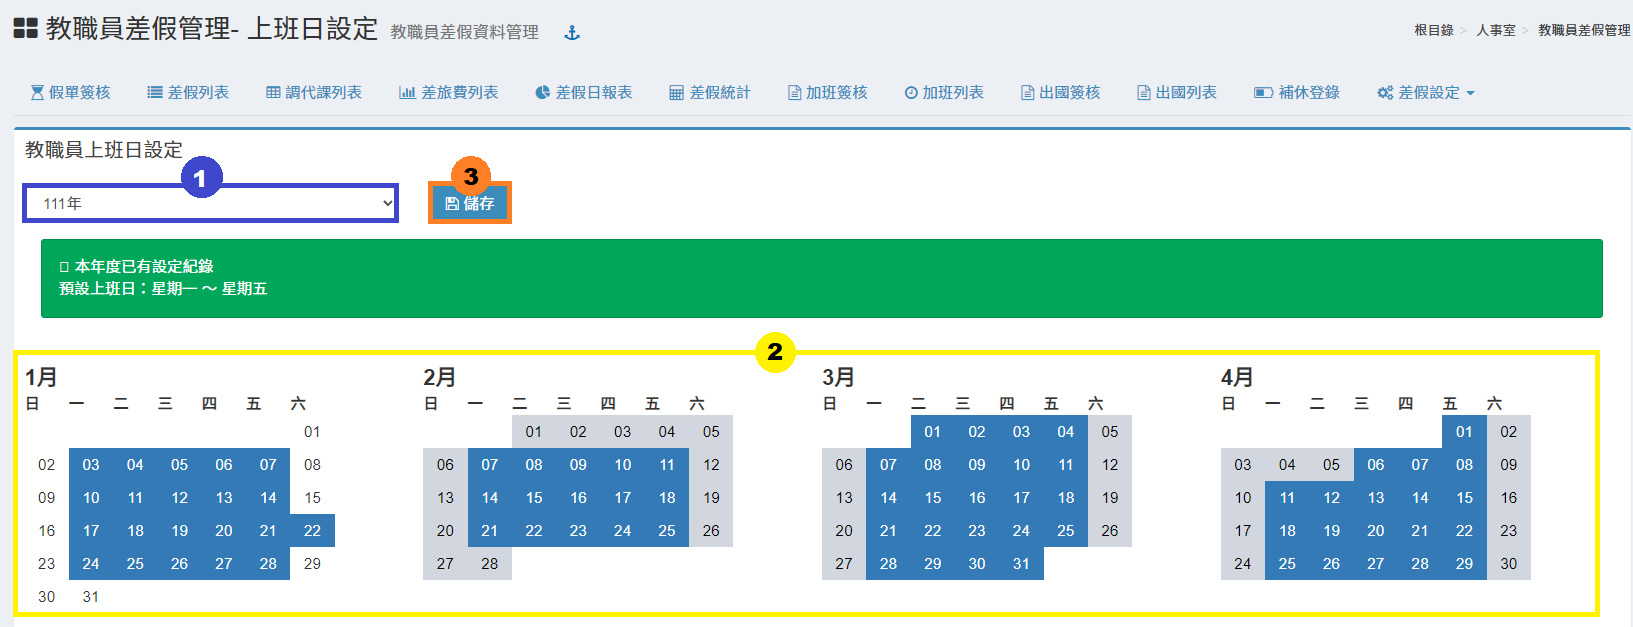 教職員差假管理- 上班日設定 教職員差假資料管理
根目錄 > 人事室 > 教職員差假管理
假單簽核 差假列表 調代課列表 差旅費列表 差假日報表 差假統計 加班簽核 加班列表 出國簽核 出國列表 補休登錄 差假設定
教職員上班日設定
1
111年
3
儲存
本年度已有設定紀錄
預設上班日：星期一 ～ 星期五
2
1月
日 一 二 三 四 五 六
01
02 03 04 05 06 07 08
09 10 11 12 13 14 15
16 17 18 19 20 21 22
23 24 25 26 27 28 29
30 31
2月
日 一 二 三 四 五 六
01 02 03 04 05
06 07 08 09 10 11 12
13 14 15 16 17 18 19
20 21 22 23 24 25 26
27 28
3月
日 一 二 三 四 五 六
01 02 03 04 05
06 07 08 09 10 11 12
13 14 15 16 17 18 19
20 21 22 23 24 25 26
27 28 29 30 31
4月
日 一 二 三 四 五 六
01 02
03 04 05 06 07 08 09
10 11 12 13 14 15 16
17 18 19 20 21 22 23
24 25 26 27 28 29 30